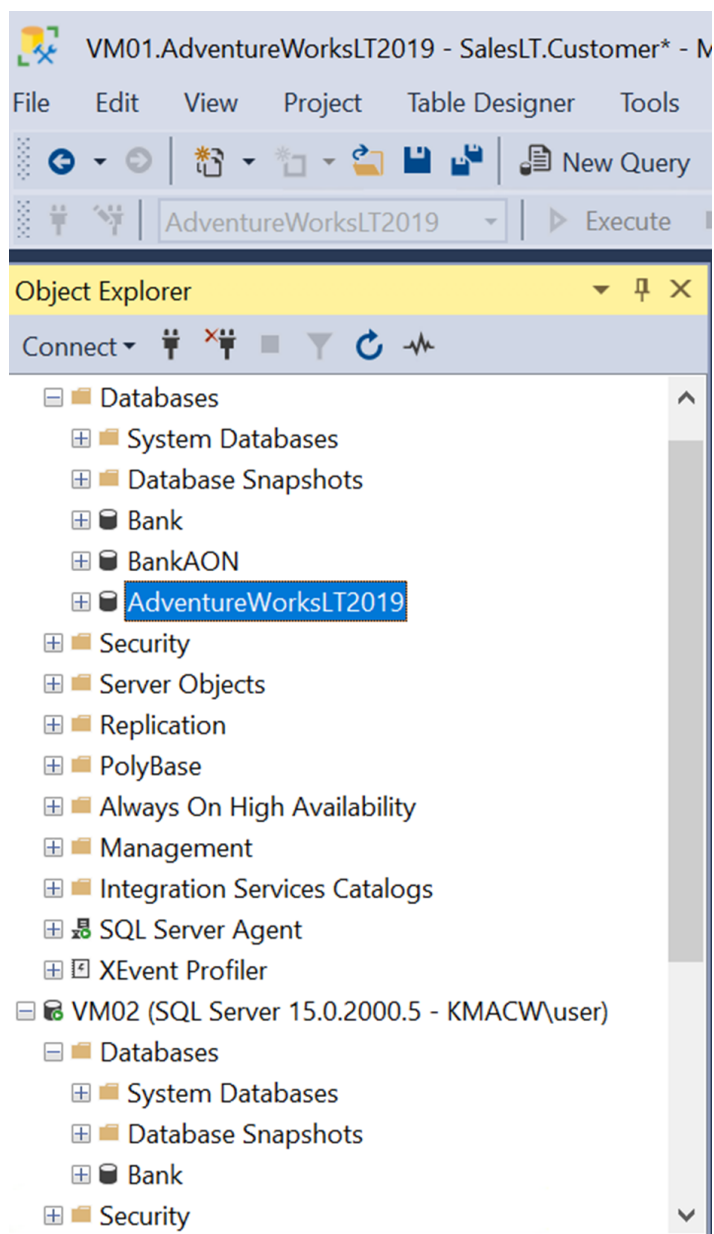 VM01.AdventureWorksLT2019 - SalesLT.Customer* - M
File Edit View Project Table Designer Tools
New Query
AdventureWorksLT2019 Execute
Object Explorer
Connect
Databases
System Databases
Database Snapshots
Bank
BankAON
AdventureWorksLT2019
Security
Server Objects
Replication
PolyBase
Always On High Availability
Management
Integration Services Catalogs
SQL Server Agent
XEvent Profiler
VM02 (SQL Server 15.0.2000.5 - KMACW\user)
Databases
System Databases
Database Snapshots
Bank
Security